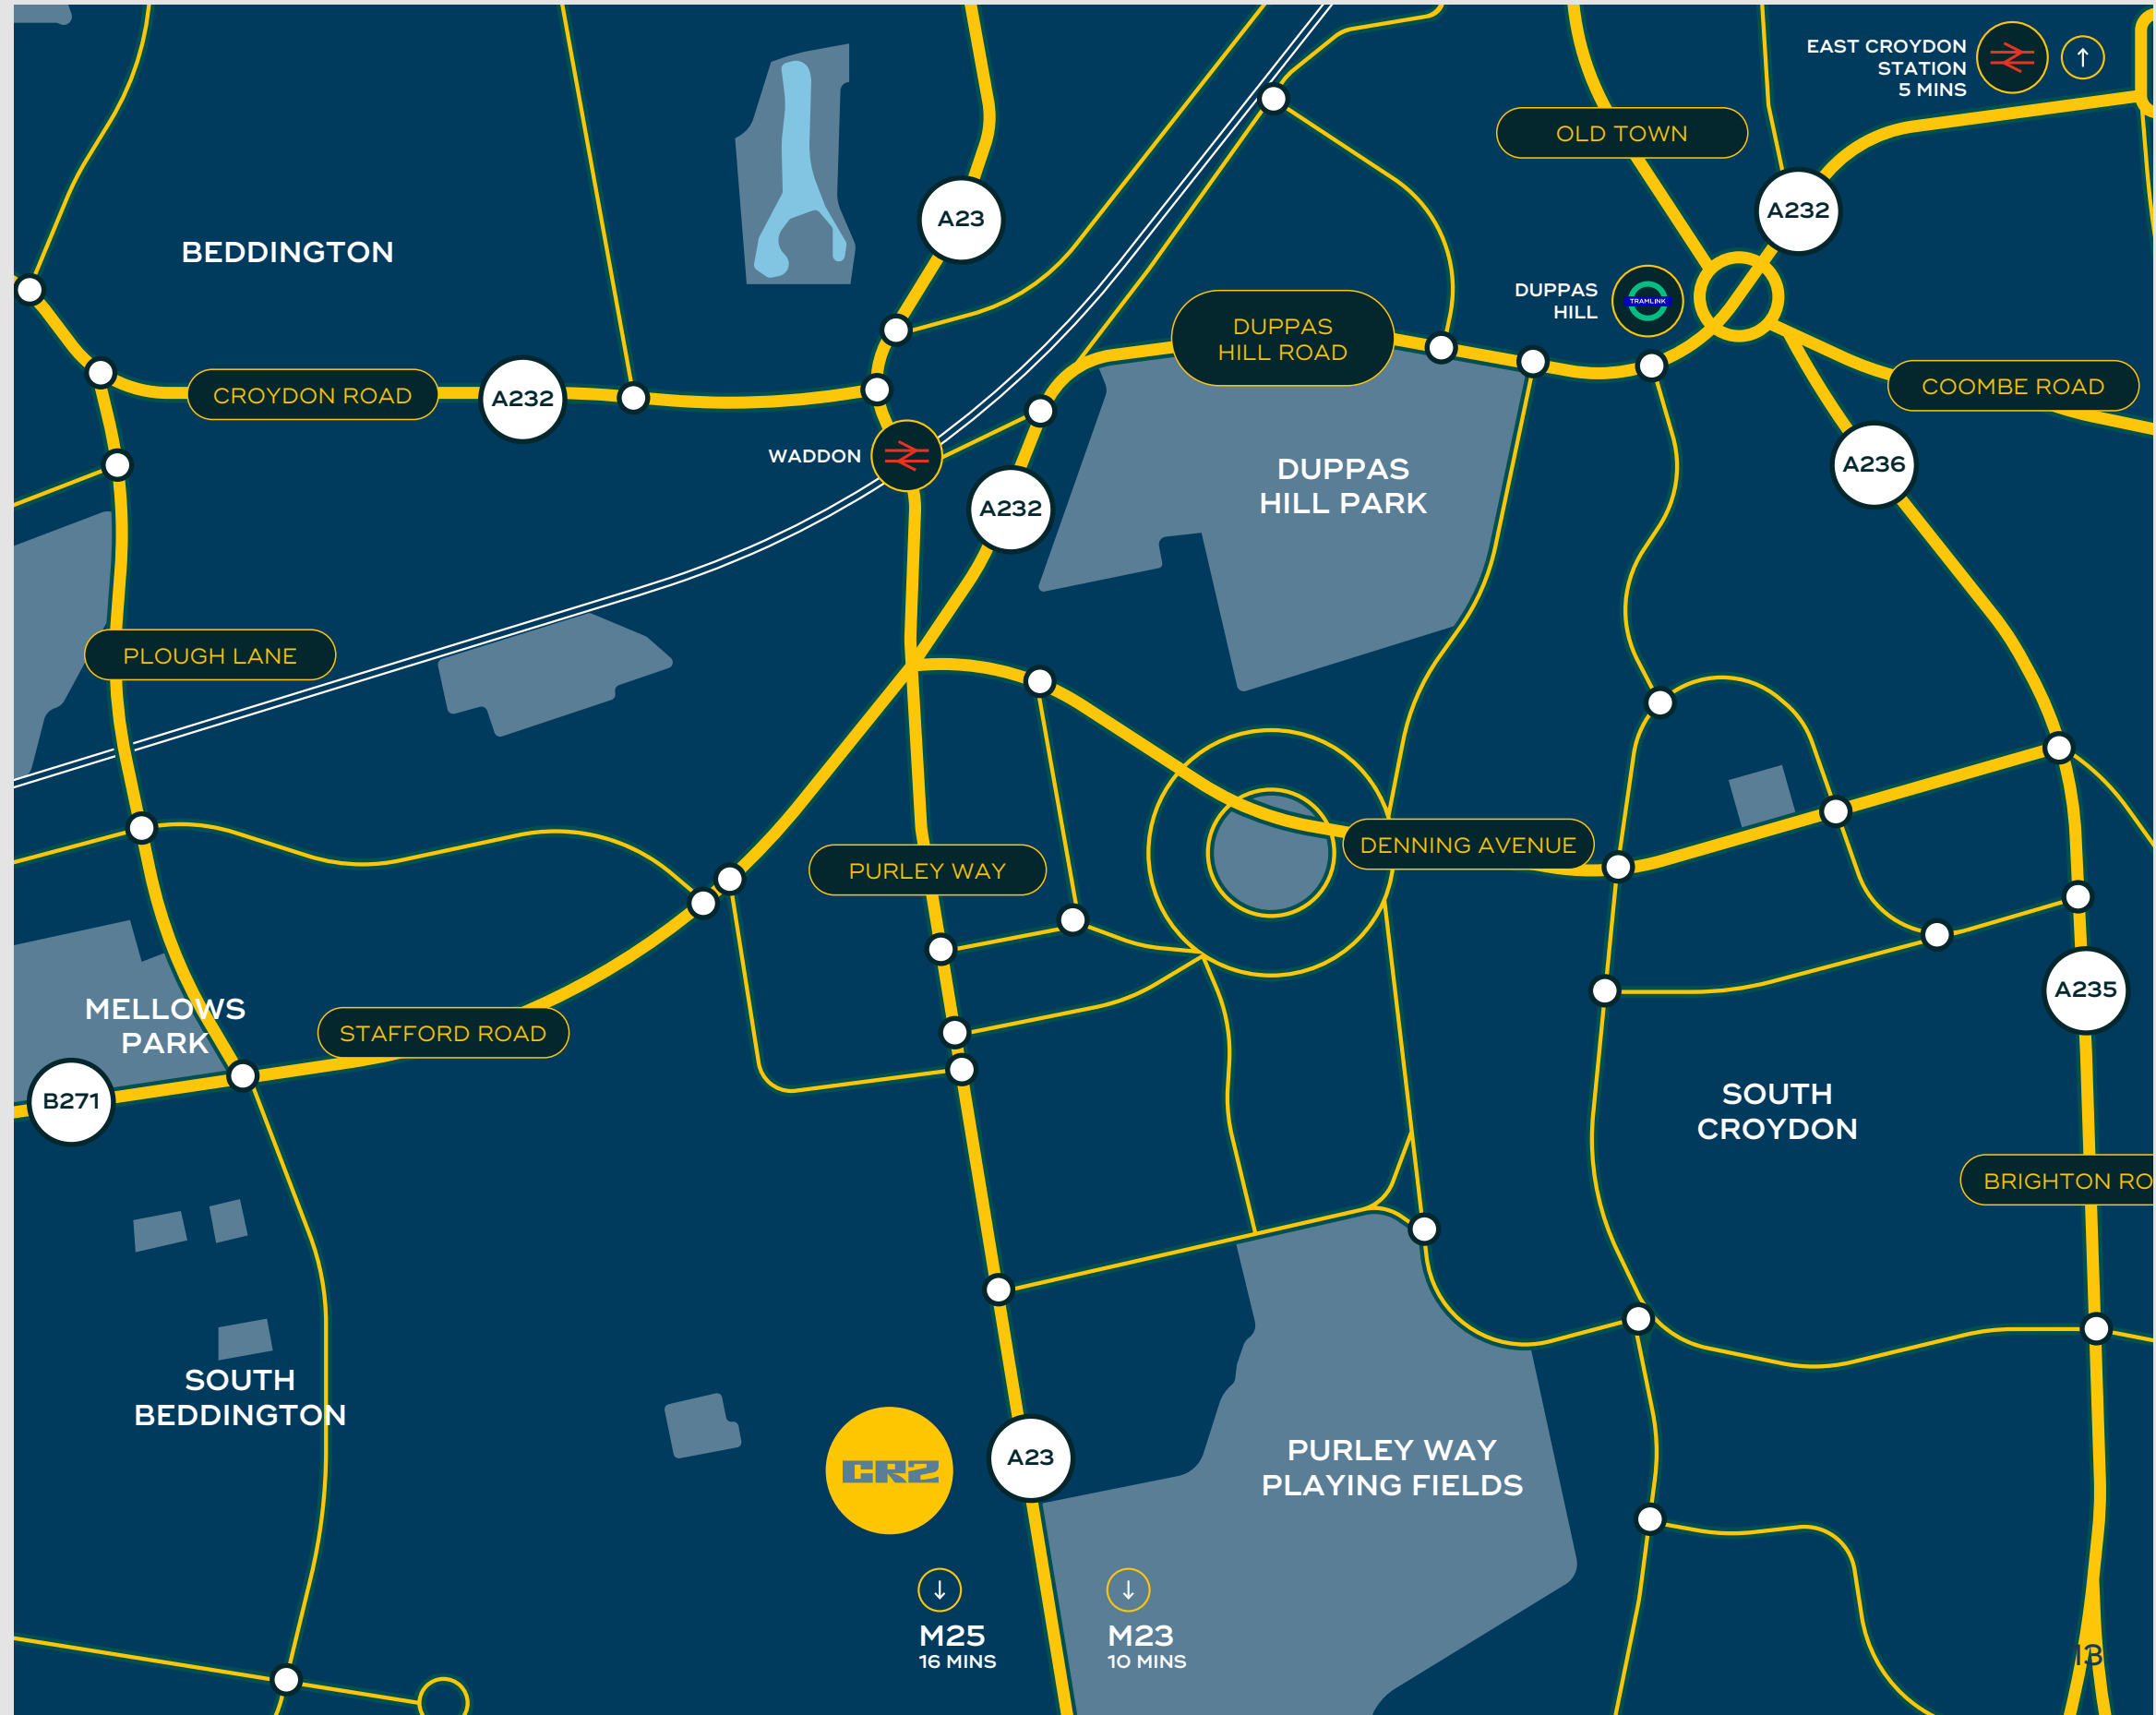 EAST CROYDON
STATION
5 MINS
OLD TOWN
A23
A232
BEDDINGTON
DUPPAS
HILL
TRAMLINK
DUPPAS
HILL ROAD
CROYDON ROAD
A232
COOMBE ROAD
WADDON
DUPPAS
HILL PARK
A236
A232
PLOUGH LANE
DENNING AVENUE
PURLEY WAY
A235
MELLOWS
PARK
STAFFORD ROAD
B271
SOUTH
CROYDON
BRIGHTON RO
SOUTH
BEDDINGTON
CR2
A23
PURLEY WAY
PLAYING FIELDS
M25
16 MINS
M23
10 MINS
13